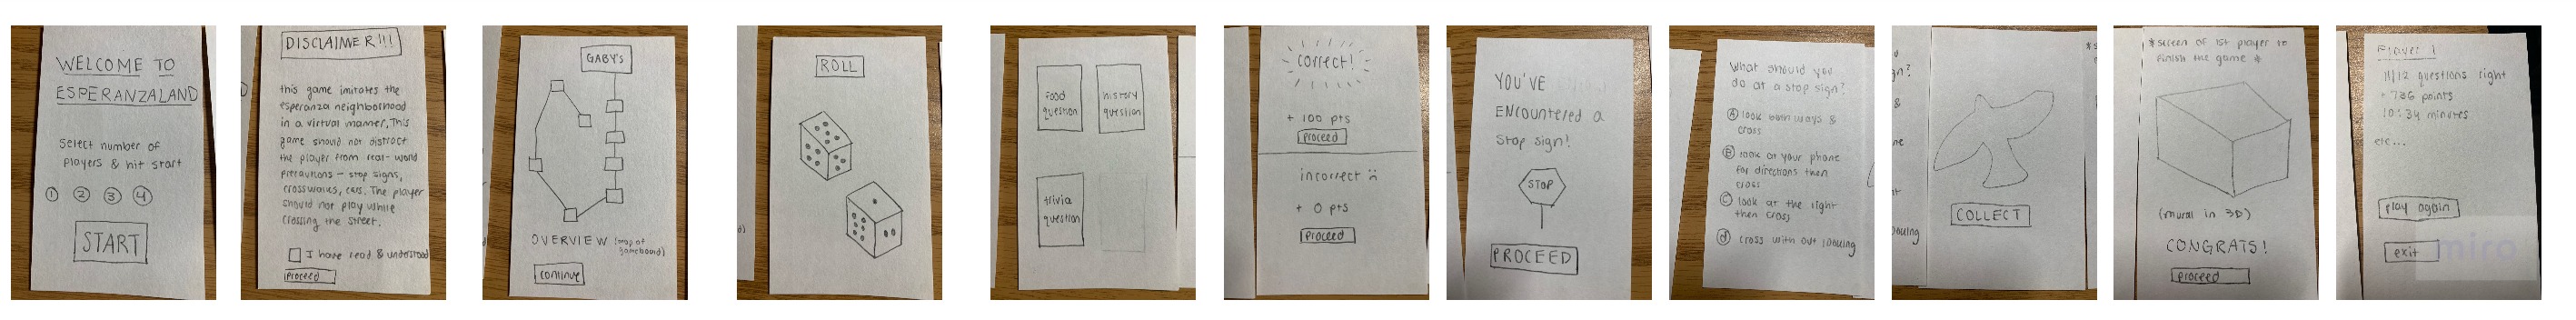 WELCOME TO
ESPERANZALAND
select number of
players & hit start
1 2 3 4
START
DISCLAIMER!!!
this game imitates the
esperanza neighborhood
in a virtual manner. This
game should not distract
the player from real-world
precautions - stop signs,
crosswalks, cars. The player
should not play while
crossing the street.
I have read & understood
proceed
GABY'S
OVERVIEW (map of
gameboard)
continue
ROLL
food
question
history
question
trivia
question
correct!
+ 100 pts
proceed
incorrect :(
+ 0 pts
proceed
YOU'VE
ENCOUNTERED a
Stop sign!
STOP
PROCEED
What should you
do at a stop sign?
A look both ways &
cross
B look at your phone
for directions then
cross
C look at the right
then cross
d cross with out looking
COLLECT
*screen of 1st player to
finish the game *
(mural in 3D)
CONGRATS!
proceed
Player 1
11/12 questions right
+ 786 points
10:34 minutes
etc...
play again
exit
miro